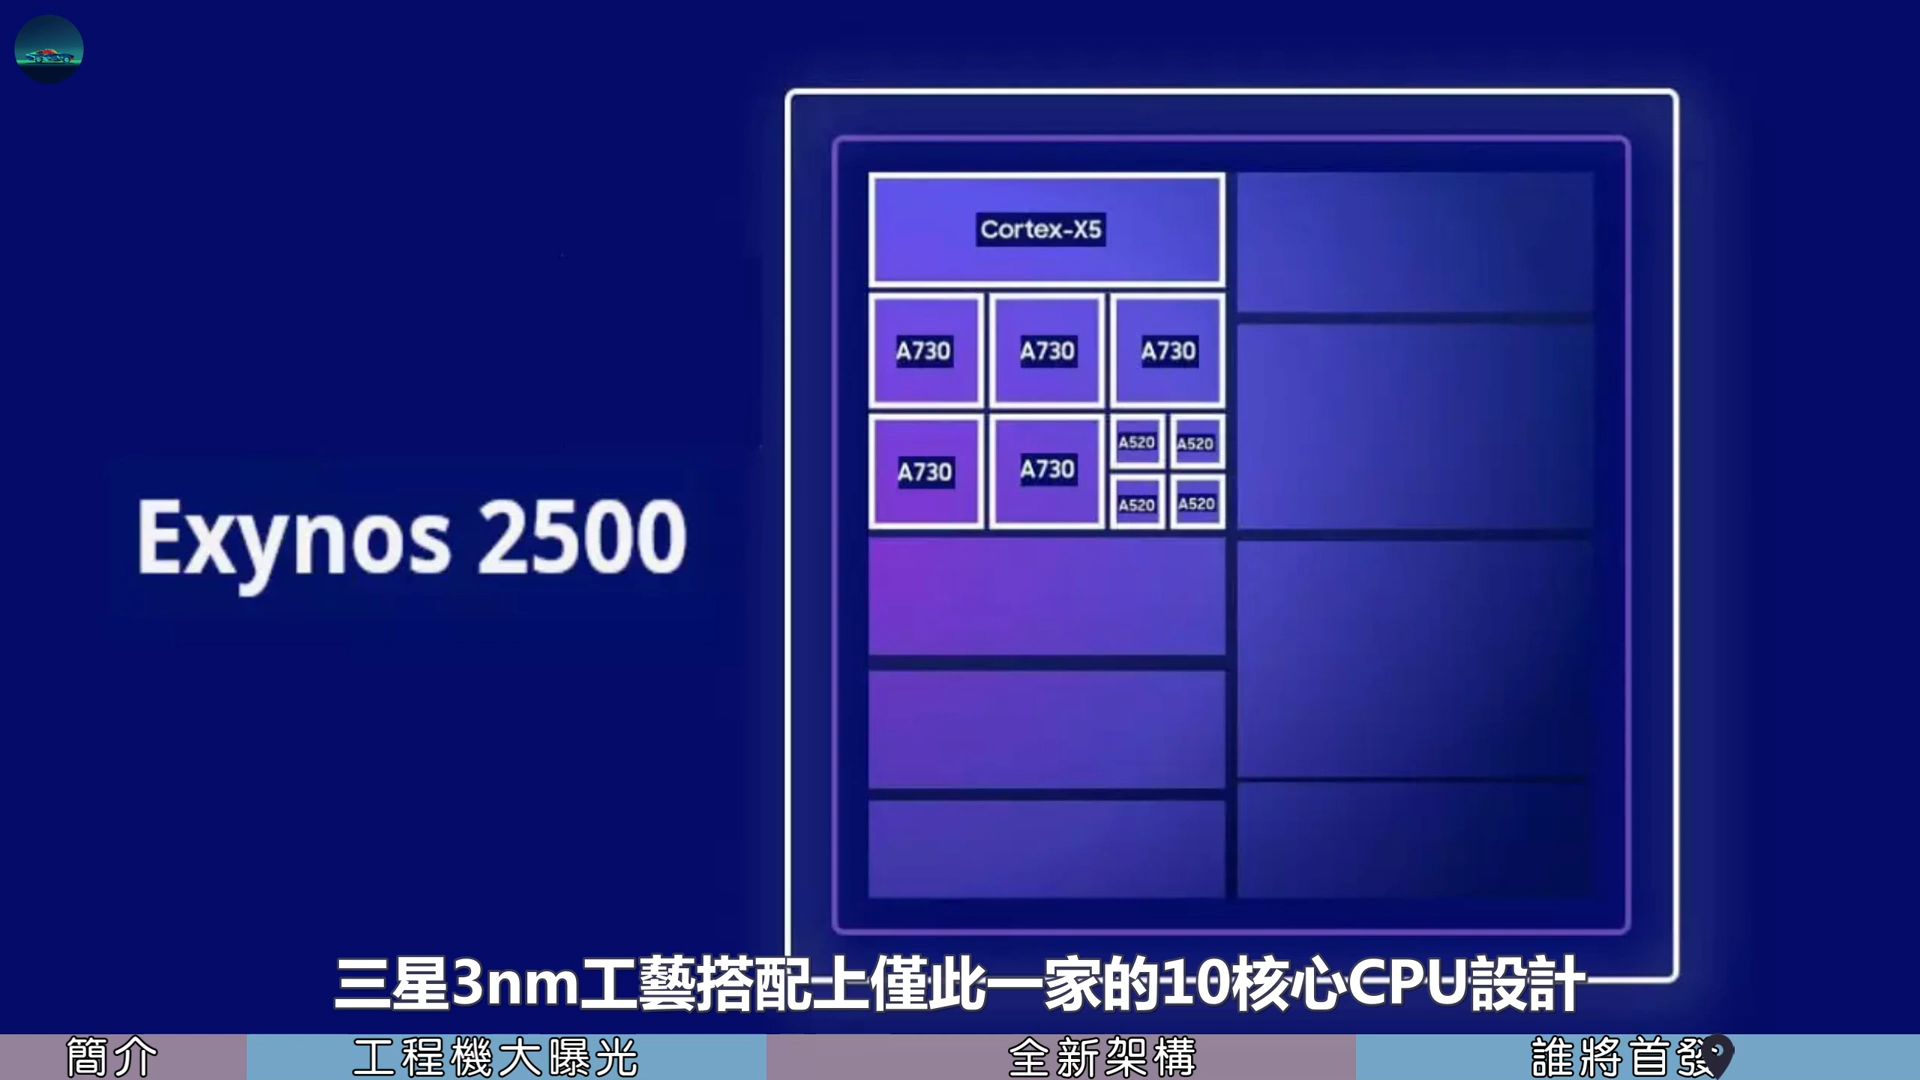 Cortex-X5
A730 A730 A730
A730 A730 A520 A520
A520 A520
Exynos 2500
三星3nm工藝搭配上僅此一家的10核心CPU設計
簡介 工程機大曝光 全新架構 誰將首發